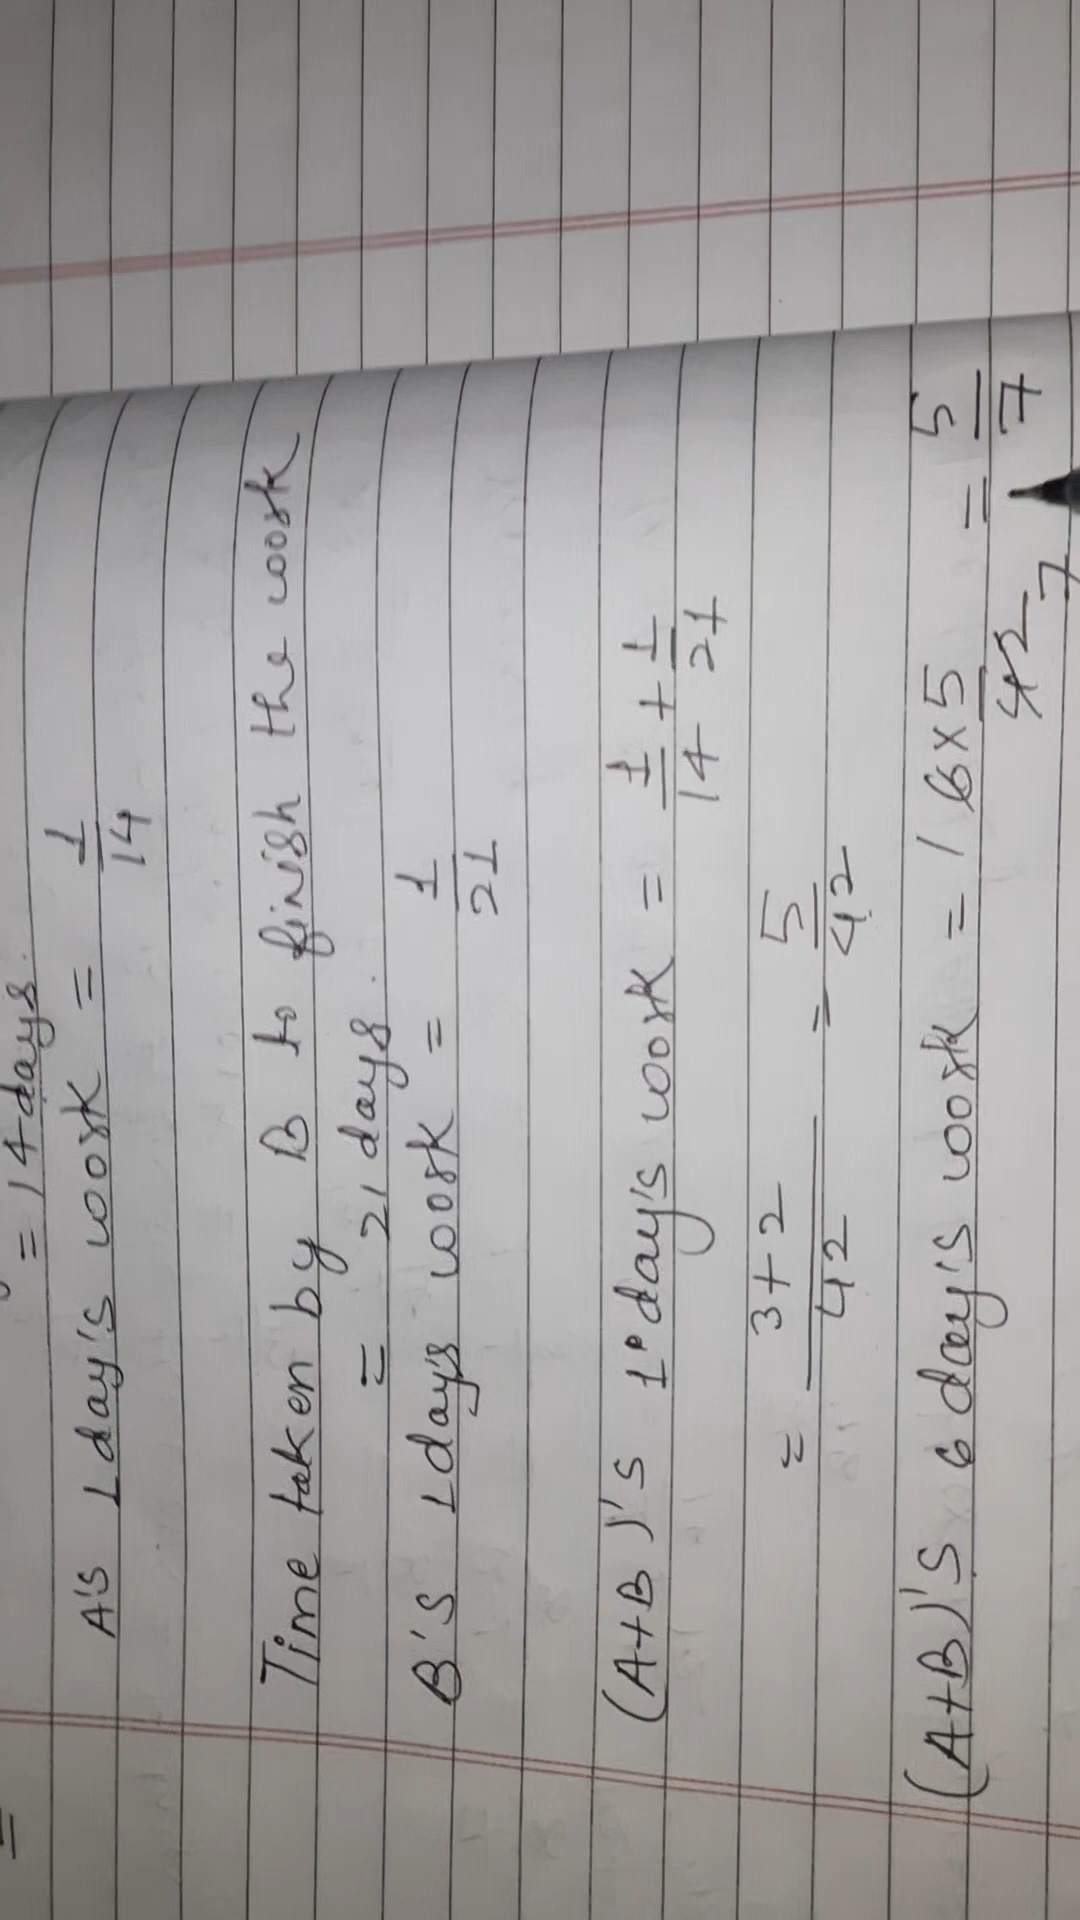 = 14 days.
A's 1 day's work = 1/14
Time taken by B to finish the work
= 21 days.
B's 1 day's work = 1/21
(A+B)'s 1 day's work = 1/14 + 1/21
= 3+2/42 = 5/42
(A+B)'s 6 day's work = 1 6×5/42 7 = 5/7